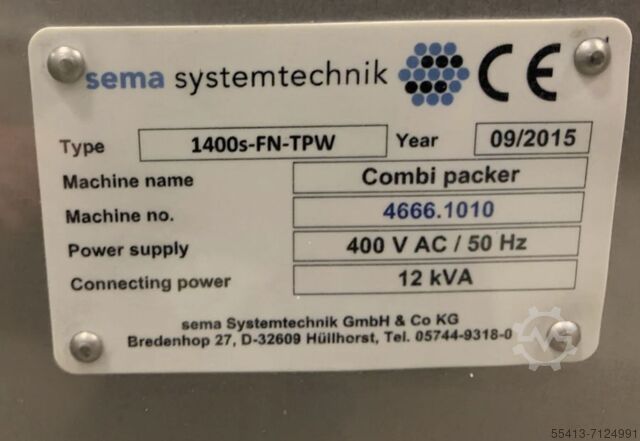 sema systemtechnik CE
Type 1400s-FN-TPW Year 09/2015
Machine name Combi packer
Machine no. 4666.1010
Power supply 400 V AC / 50 Hz
Connecting power 12 kVA
sema Systemtechnik GmbH & Co KG
Bredenhop 27, D-32609 Hüllhorst, Tel. 05744-9318-0
55413-7124991